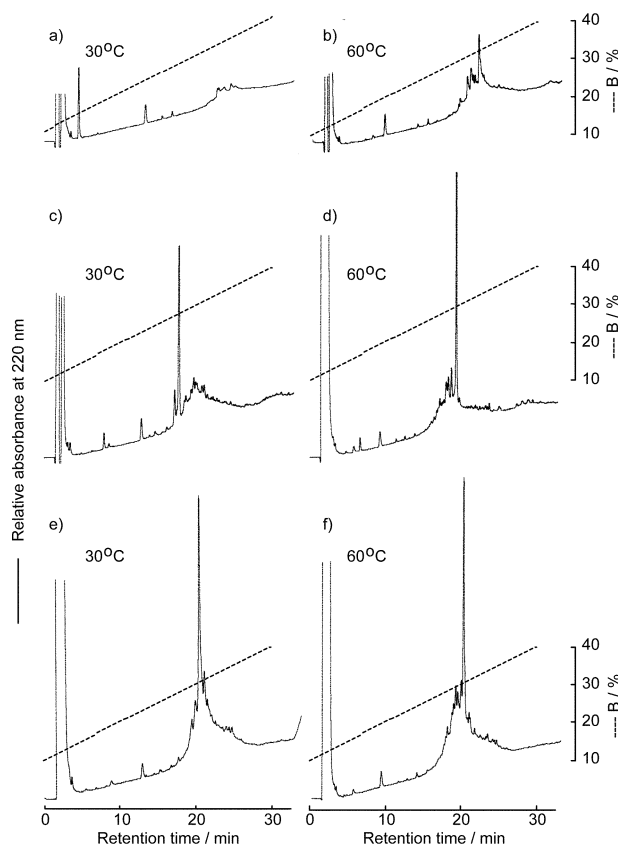 a)
30°C
b)
60°C
40
30
20
10
---- B / %
c)
30°C
d)
60°C
40
30
20
10
---- B / %
Relative absorbance at 220 nm
e)
30°C
f)
60°C
40
30
20
10
---- B / %
0 10 20 30
0 10 20 30
Retention time / min
Retention time / min